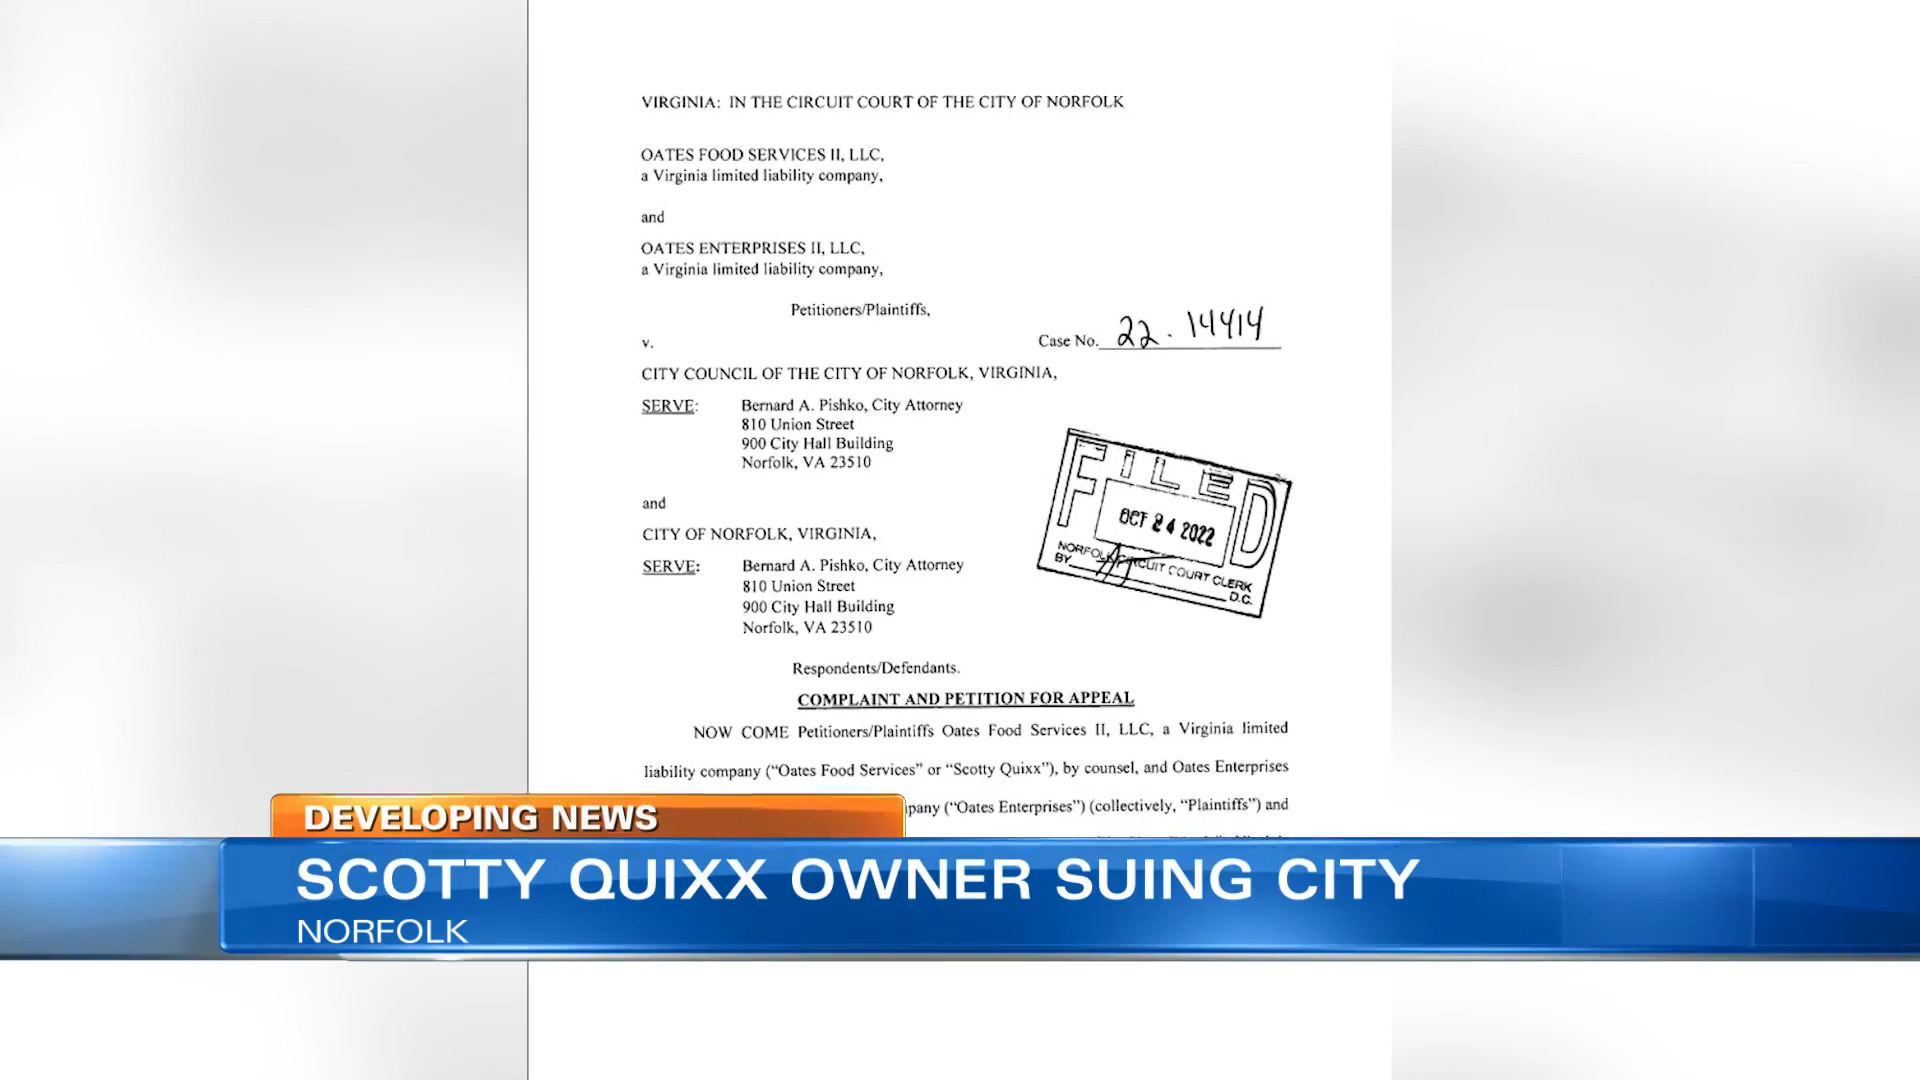 VIRGINIA: IN THE CIRCUIT COURT OF THE CITY OF NORFOLK
OATES FOOD SERVICES II, LLC,
a Virginia limited liability company,
and
OATES ENTERPRISES II, LLC,
a Virginia limited liability company,
Petitioners/Plaintiffs,
v.
Case No. 22-14414
CITY COUNCIL OF THE CITY OF NORFOLK, VIRGINIA,
SERVE: Bernard A. Pishko, City Attorney
810 Union Street
900 City Hall Building
Norfolk, VA 23510
FILED
OCT 24 2022
NORFOLK CIRCUIT COURT CLERK
BY D.C.
and
CITY OF NORFOLK, VIRGINIA,
SERVE: Bernard A. Pishko, City Attorney
810 Union Street
900 City Hall Building
Norfolk, VA 23510
Respondents/Defendants.
COMPLAINT AND PETITION FOR APPEAL
NOW COME Petitioners/Plaintiffs Oates Food Services II, LLC, a Virginia limited
liability company ("Oates Food Services" or "Scotty Quixx"), by counsel, and Oates Enterprises
("Oates Enterprises") (collectively, "Plaintiffs") and
DEVELOPING NEWS
SCOTTY QUIXX OWNER SUING CITY
NORFOLK